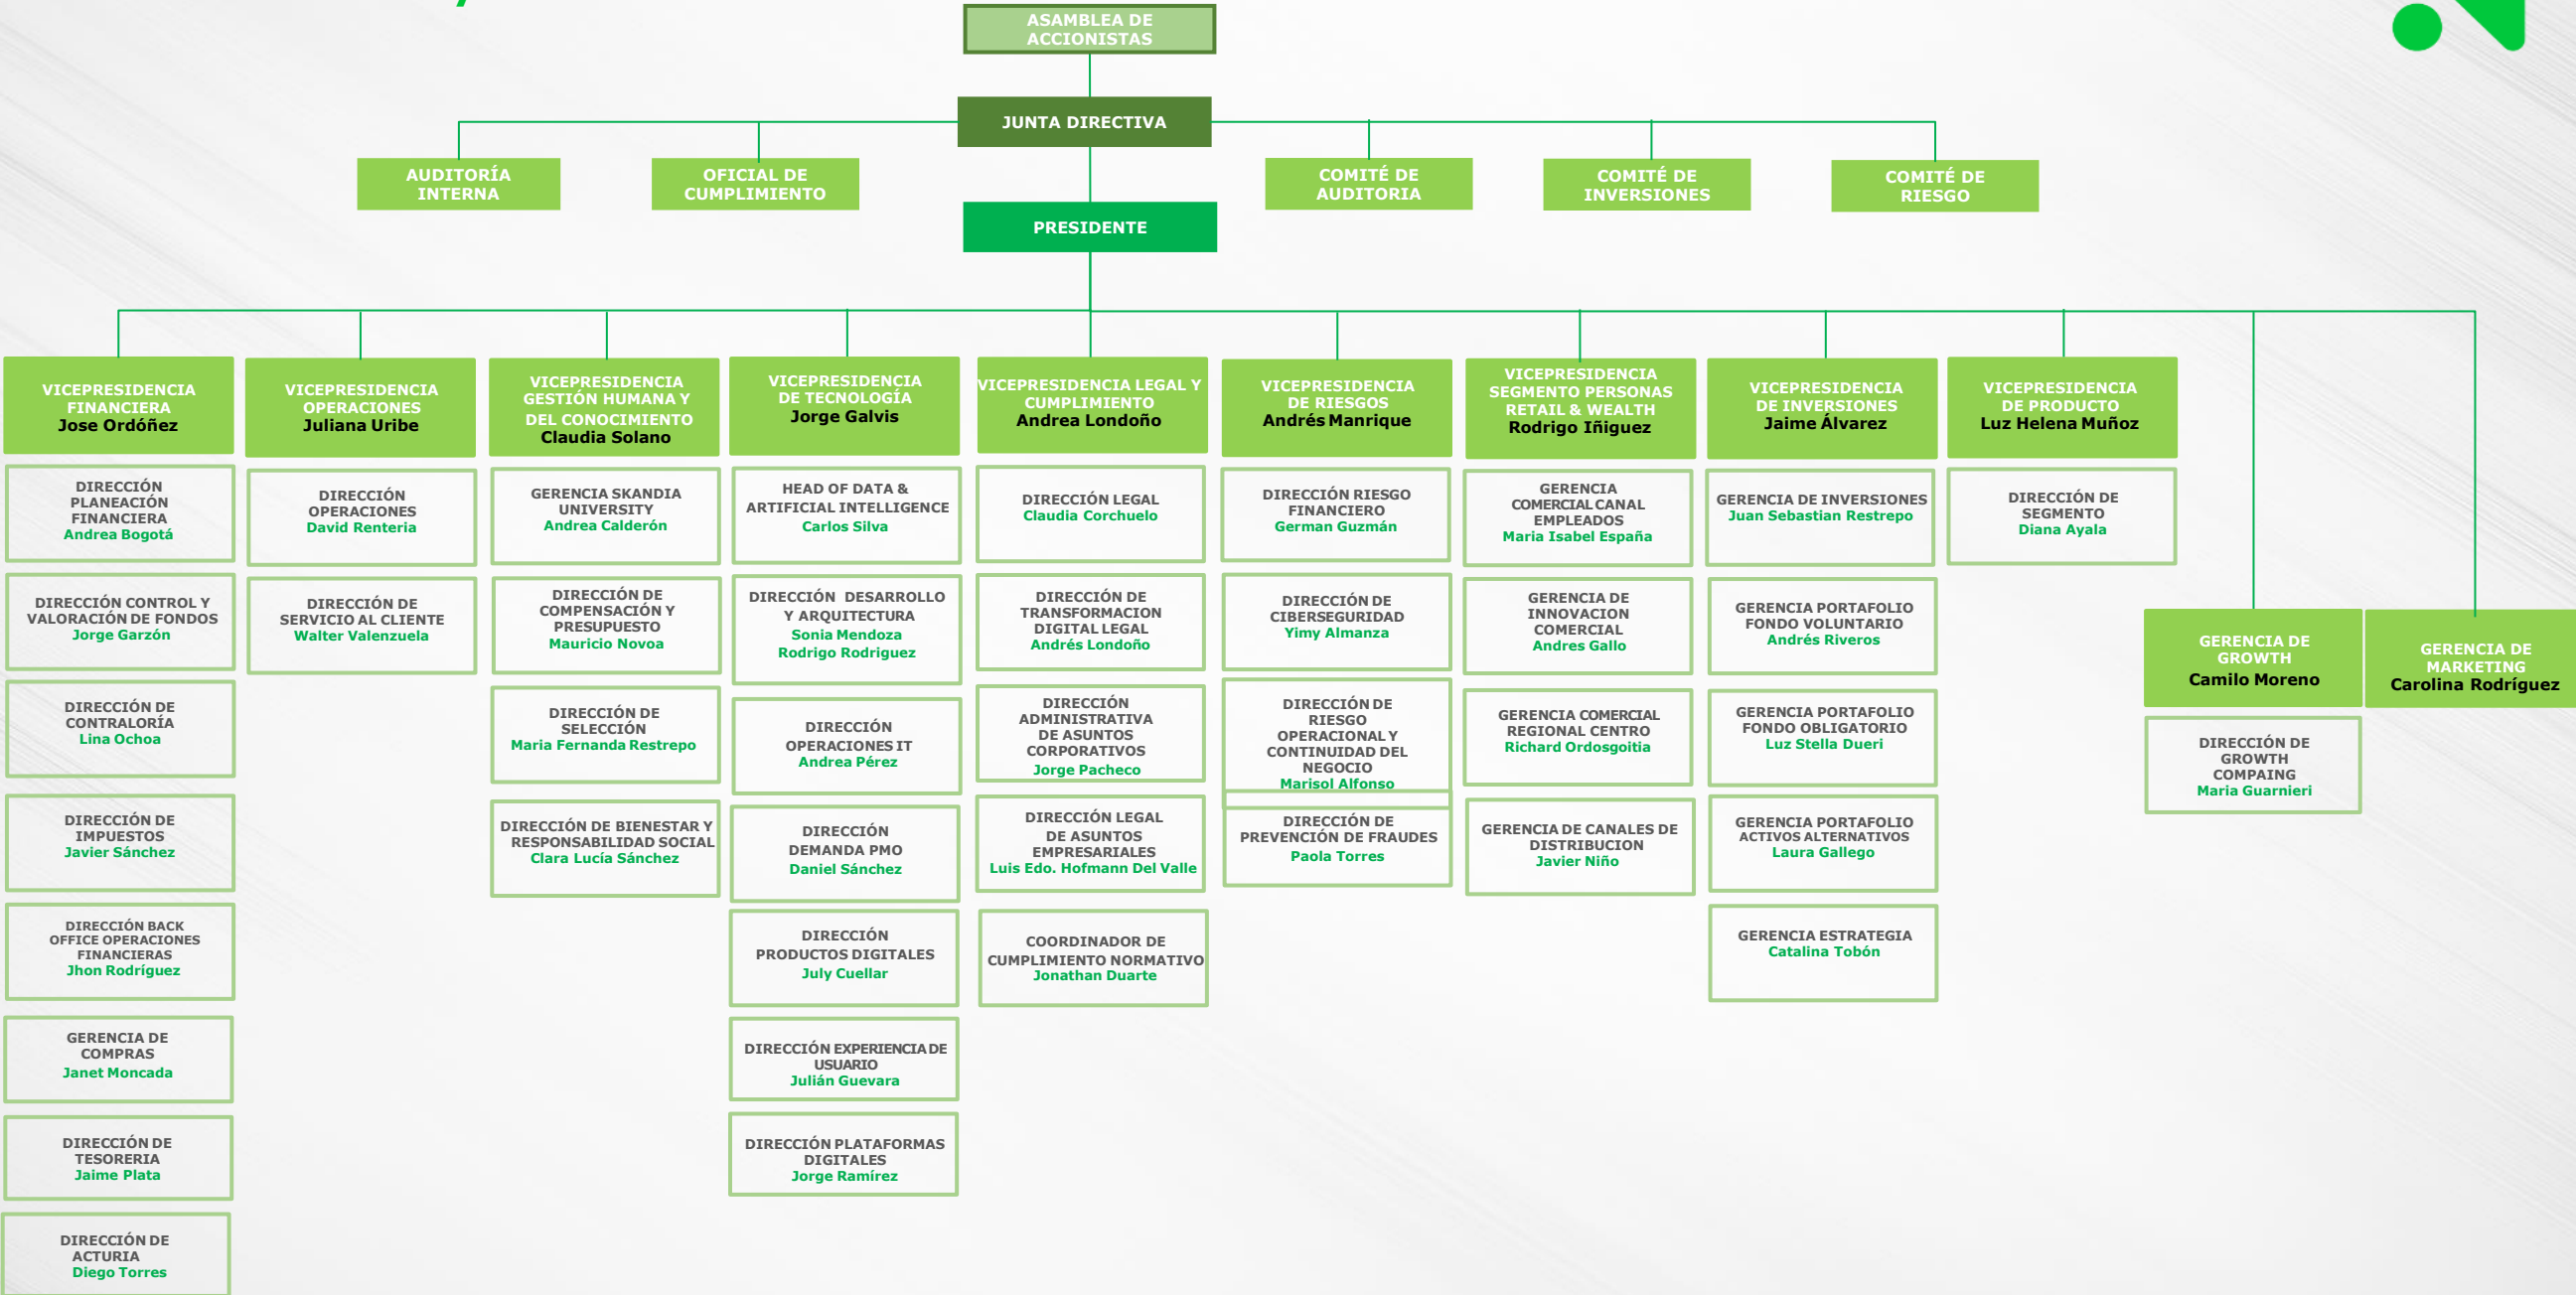 ASAMBLEA DE
ACCIONISTAS
JUNTA DIRECTIVA
AUDITORÍA
INTERNA
OFICIAL DE
CUMPLIMIENTO
COMITÉ DE
AUDITORIA
COMITÉ DE
INVERSIONES
COMITÉ DE
RIESGO
PRESIDENTE
VICEPRESIDENCIA
FINANCIERA
Jose Ordóñez
DIRECCIÓN
PLANEACIÓN
FINANCIERA
Andrea Bogotá
DIRECCIÓN CONTROL Y
VALORACIÓN DE FONDOS
Jorge Garzón
DIRECCIÓN DE
CONTRALORÍA
Lina Ochoa
DIRECCIÓN DE
IMPUESTOS
Javier Sánchez
DIRECCIÓN BACK
OFFICE OPERACIONES
FINANCIERAS
Jhon Rodríguez
GERENCIA DE
COMPRAS
Janet Moncada
DIRECCIÓN DE
TESORERIA
Jaime Plata
DIRECCIÓN DE
ACTURIA
Diego Torres
VICEPRESIDENCIA
OPERACIONES
Juliana Uribe
DIRECCIÓN
OPERACIONES
David Renteria
DIRECCIÓN DE
SERVICIO AL CLIENTE
Walter Valenzuela
VICEPRESIDENCIA
GESTIÓN HUMANA Y
DEL CONOCIMIENTO
Claudia Solano
GERENCIA SKANDIA
UNIVERSITY
Andrea Calderón
DIRECCIÓN DE
COMPENSACIÓN Y
PRESUPUESTO
Mauricio Novoa
DIRECCIÓN DE
SELECCIÓN
Maria Fernanda Restrepo
DIRECCIÓN DE BIENESTAR Y
RESPONSABILIDAD SOCIAL
Clara Lucía Sánchez
VICEPRESIDENCIA
DE TECNOLOGÍA
Jorge Galvis
HEAD OF DATA &
ARTIFICIAL INTELLIGENCE
Carlos Silva
DIRECCIÓN DESARROLLO
Y ARQUITECTURA
Sonia Mendoza
Rodrigo Rodriguez
DIRECCIÓN
OPERACIONES IT
Andrea Pérez
DIRECCIÓN
DEMANDA PMO
Daniel Sánchez
DIRECCIÓN
PRODUCTOS DIGITALES
July Cuellar
DIRECCIÓN EXPERIENCIA DE
USUARIO
Julián Guevara
DIRECCIÓN PLATAFORMAS
DIGITALES
Jorge Ramírez
VICEPRESIDENCIA LEGAL Y
CUMPLIMIENTO
Andrea Londoño
DIRECCIÓN LEGAL
Claudia Corchuelo
DIRECCIÓN DE
TRANSFORMACION
DIGITAL LEGAL
Andrés Londoño
DIRECCIÓN
ADMINISTRATIVA
DE ASUNTOS
CORPORATIVOS
Jorge Pacheco
DIRECCIÓN LEGAL
DE ASUNTOS
EMPRESARIALES
Luis Edo. Hofmann Del Valle
COORDINADOR DE
CUMPLIMIENTO NORMATIVO
Jonathan Duarte
VICEPRESIDENCIA
DE RIESGOS
Andrés Manrique
DIRECCIÓN RIESGO
FINANCIERO
German Guzmán
DIRECCIÓN DE
CIBERSEGURIDAD
Yimy Almanza
DIRECCIÓN DE
RIESGO
OPERACIONAL Y
CONTINUIDAD DEL
NEGOCIO
Marisol Alfonso
DIRECCIÓN DE
PREVENCIÓN DE FRAUDES
Paola Torres
VICEPRESIDENCIA
SEGMENTO PERSONAS
RETAIL & WEALTH
Rodrigo Iñiguez
GERENCIA
COMERCIAL CANAL
EMPLEADOS
Maria Isabel España
GERENCIA DE
INNOVACION
COMERCIAL
Andres Gallo
GERENCIA COMERCIAL
REGIONAL CENTRO
Richard Ordosgoitia
GERENCIA DE CANALES DE
DISTRIBUCION
Javier Niño
VICEPRESIDENCIA
DE INVERSIONES
Jaime Álvarez
GERENCIA DE INVERSIONES
Juan Sebastian Restrepo
GERENCIA PORTAFOLIO
FONDO VOLUNTARIO
Andrés Riveros
GERENCIA PORTAFOLIO
FONDO OBLIGATORIO
Luz Stella Dueri
GERENCIA PORTAFOLIO
ACTIVOS ALTERNATIVOS
Laura Gallego
GERENCIA ESTRATEGIA
Catalina Tobón
VICEPRESIDENCIA
DE PRODUCTO
Luz Helena Muñoz
DIRECCIÓN DE
SEGMENTO
Diana Ayala
GERENCIA DE
GROWTH
Camilo Moreno
DIRECCIÓN DE
GROWTH
COMPAING
Maria Guarnieri
GERENCIA DE
MARKETING
Carolina Rodríguez